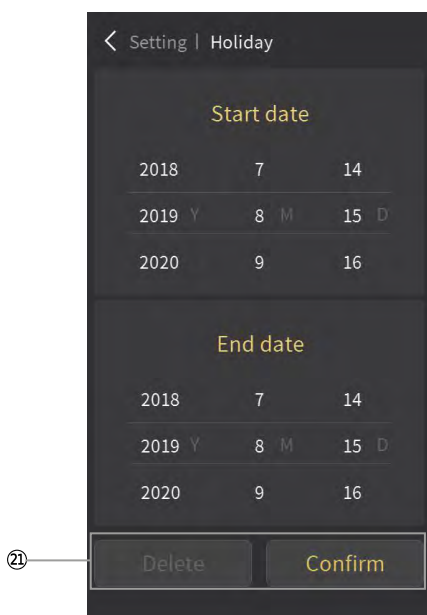 Setting | Holiday
Start date
2018 7 14
2019 Y 8 M 15 D
2020 9 16
End date
2018 7 14
2019 Y 8 M 15 D
2020 9 16
㉑ Delete Confirm